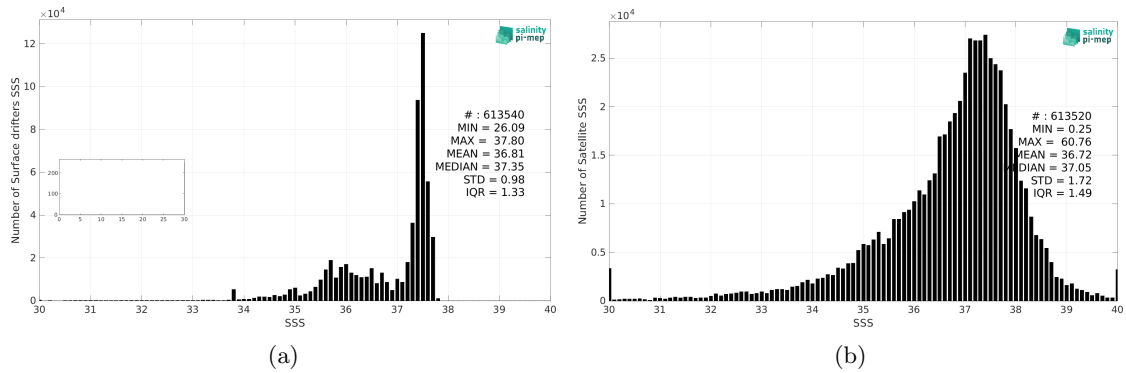 ×10⁴
12
10
8
6
4
2
0
30 31 32 33 34 35 36 37 38 39 40
SSS
Number of Surface drifters SSS
salinity
pi-mep
# : 613540
MIN = 26.09
MAX = 37.80
MEAN = 36.81
MEDIAN = 37.35
STD = 0.98
IQR = 1.33
200
100
0
0 5 10 15 20 25 30
(a)
×10⁴
2.5
2
1.5
1
0.5
0
30 31 32 33 34 35 36 37 38 39 40
SSS
Number of Satellite SSS
salinity
pi-mep
# : 613520
MIN = 0.25
MAX = 60.76
MEAN = 36.72
MEDIAN = 37.05
STD = 1.72
IQR = 1.49
(b)